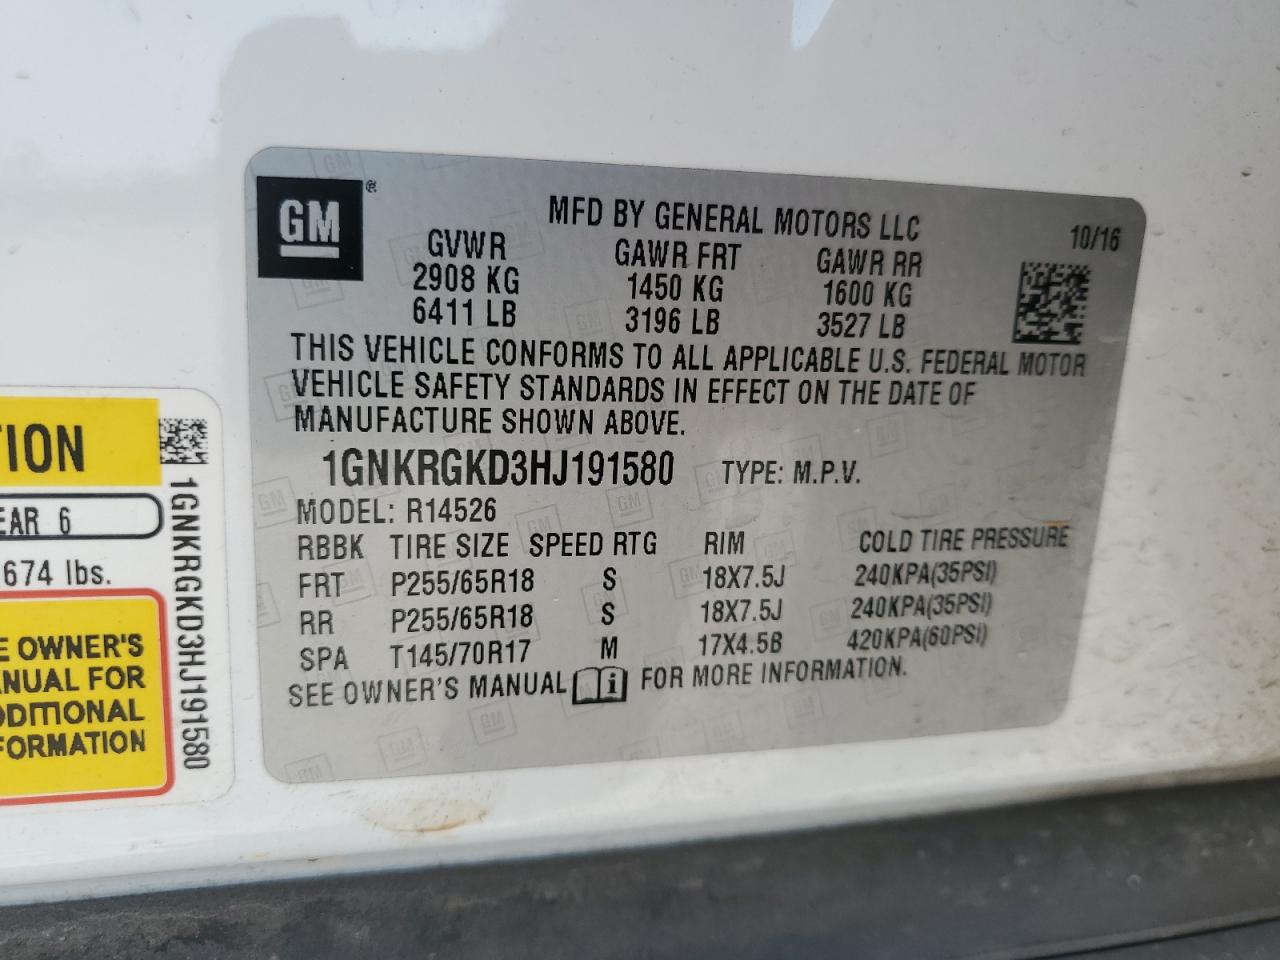 GM ®
MFD BY GENERAL MOTORS LLC
10/16
GVWR GAWR FRT GAWR RR
2908 KG 1450 KG 1600 KG
6411 LB 3196 LB 3527 LB
THIS VEHICLE CONFORMS TO ALL APPLICABLE U.S. FEDERAL MOTOR
VEHICLE SAFETY STANDARDS IN EFFECT ON THE DATE OF
MANUFACTURE SHOWN ABOVE.
1GNKRGKD3HJ191580 TYPE: M.P.V.
MODEL: R14526
RBBK TIRE SIZE SPEED RTG RIM COLD TIRE PRESSURE
FRT P255/65R18 S 18X7.5J 240KPA(35PSI)
RR P255/65R18 S 18X7.5J 240KPA(35PSI)
SPA T145/70R17 M 17X4.5B 420KPA(60PSI)
SEE OWNER'S MANUAL i FOR MORE INFORMATION.
TION
EAR 6
674 lbs.
E OWNER'S
ANUAL FOR
DDITIONAL
FORMATION
1GNKRGKD3HJ191580